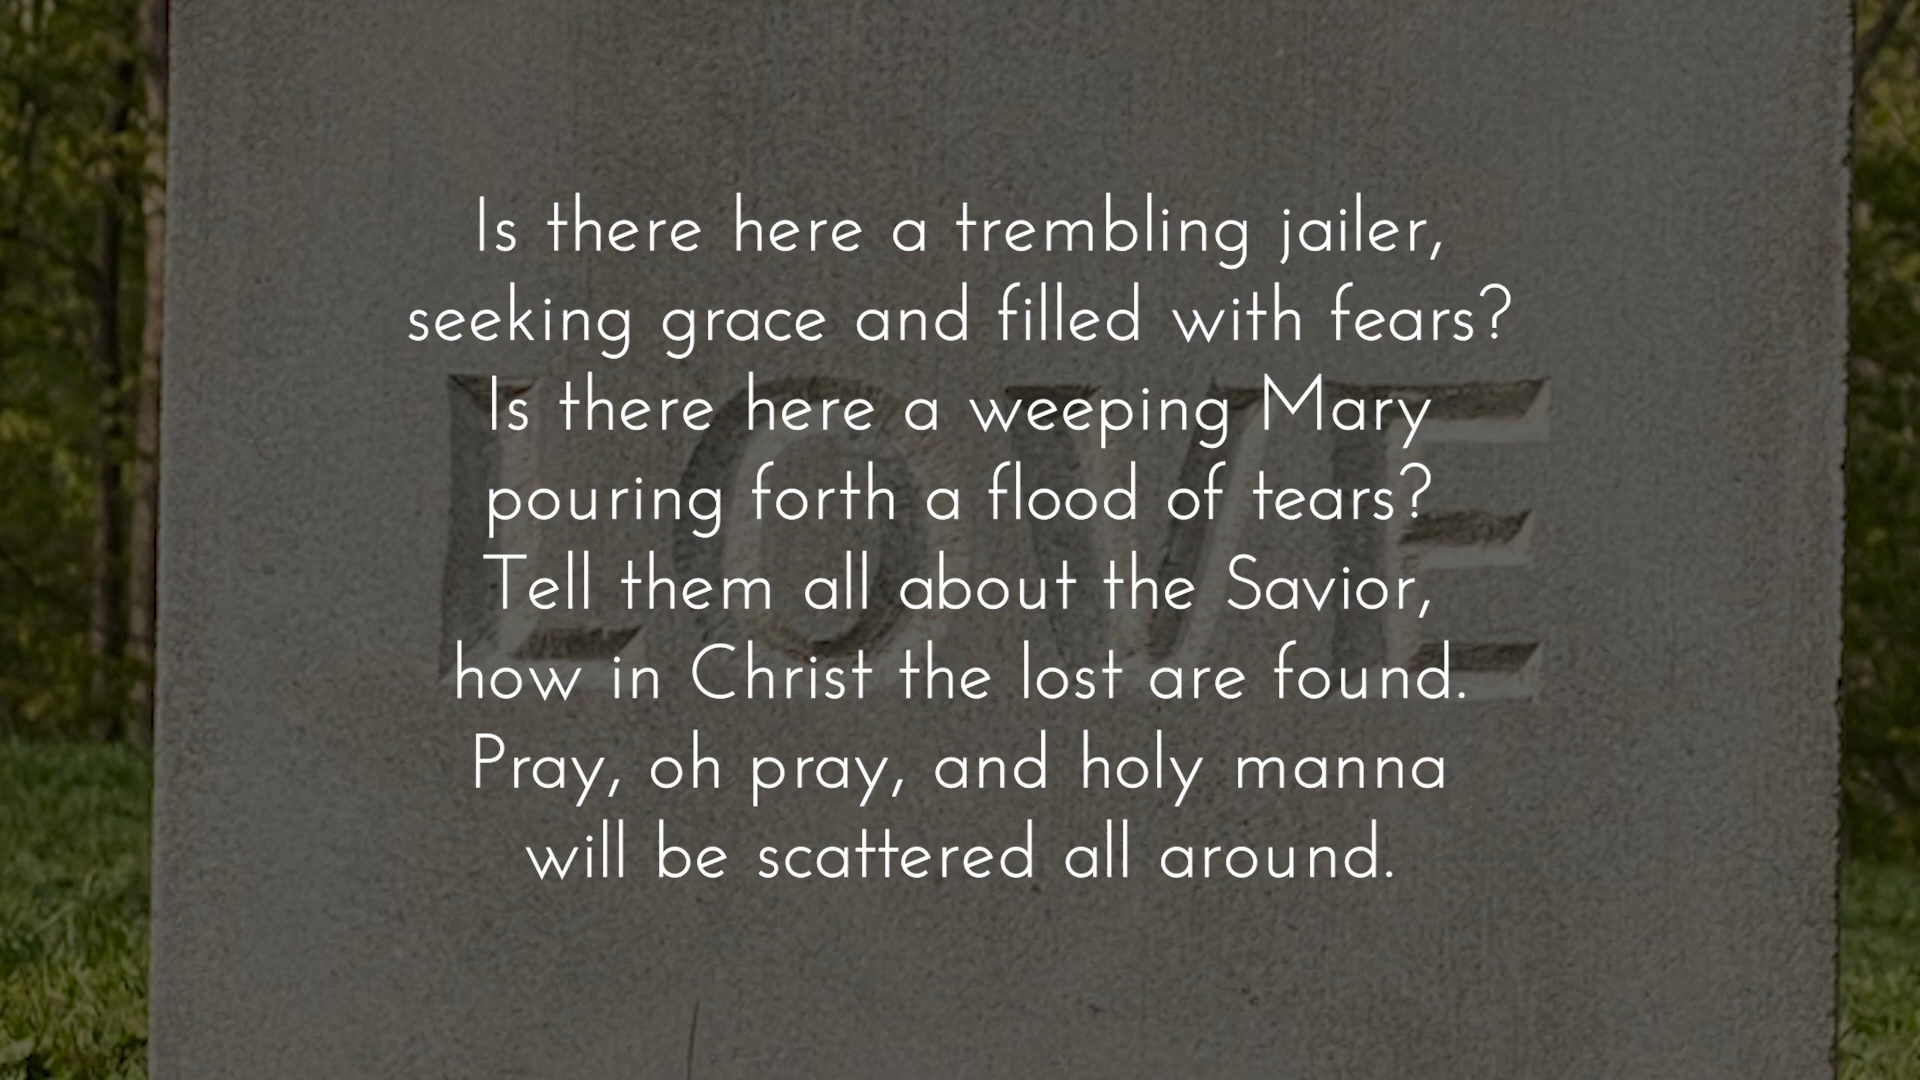 Is there here a trembling jailer,
seeking grace and filled with fears?
Is there here a weeping Mary
pouring forth a flood of tears?
Tell them all about the Savior,
how in Christ the lost are found.
Pray, oh pray, and holy manna
will be scattered all around.
LOVE